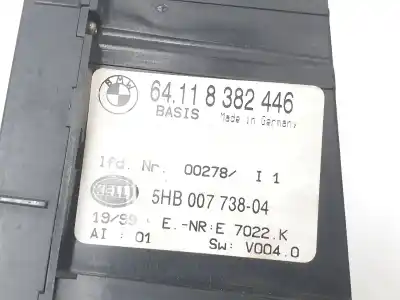 BMW
64.11 8 382 446
BASIS Made in Germany
lfd. Nr. 00278/ I 1
HELLA 5HB 007 738-04
19/99 E.-NR:E 7022.K
AI : 01 SW: V004.0